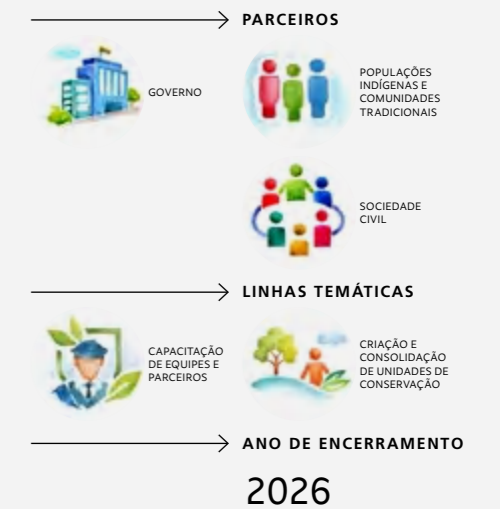 PARCEIROS
GOVERNO
POPULAÇÕES
INDÍGENAS E
COMUNIDADES
TRADICIONAIS
SOCIEDADE
CIVIL
LINHAS TEMÁTICAS
CAPACITAÇÃO
DE EQUIPES E
PARCEIROS
CRIAÇÃO E
CONSOLIDAÇÃO
DE UNIDADES DE
CONSERVAÇÃO
ANO DE ENCERRAMENTO
2026